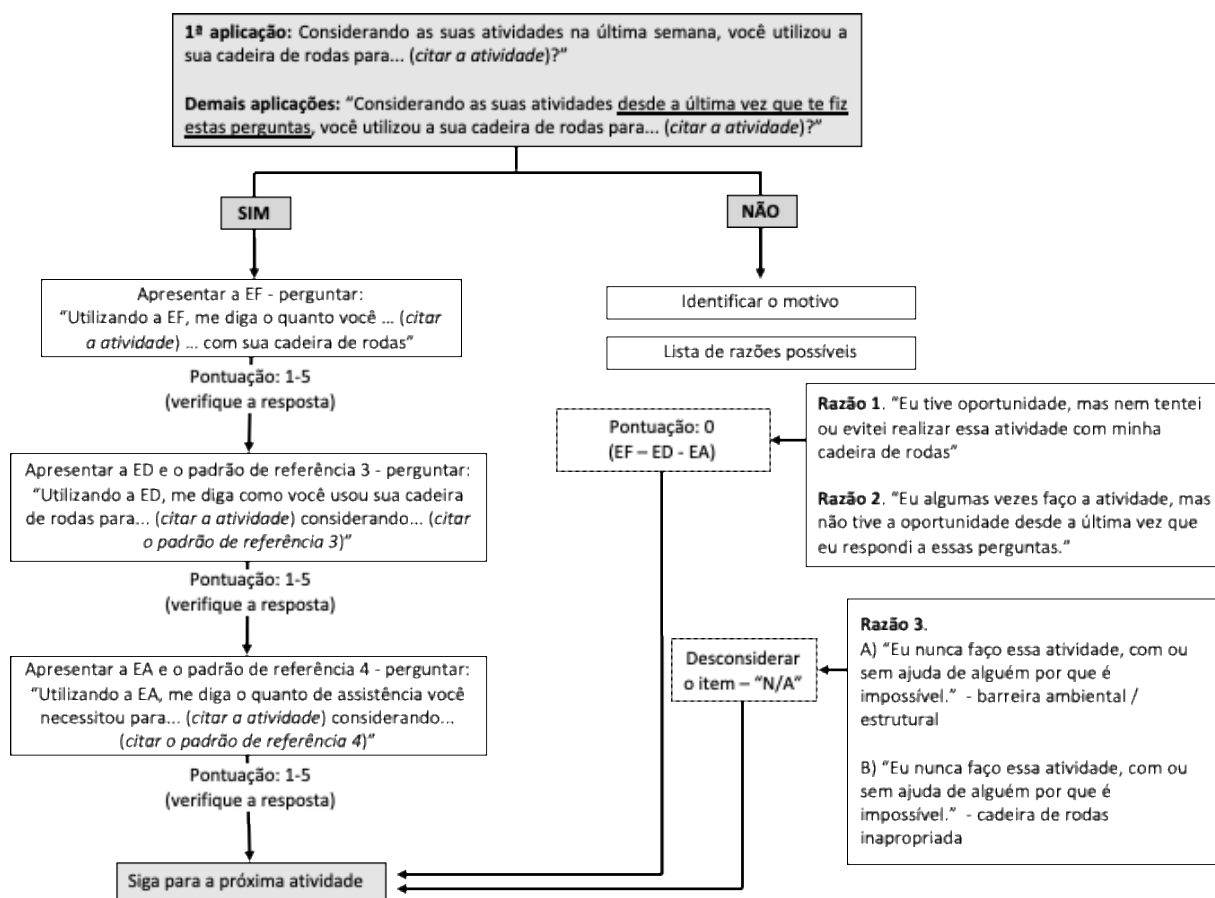 1ª aplicação: Considerando as suas atividades na última semana, você utilizou a
sua cadeira de rodas para... (citar a atividade)?”
Demais aplicações: “Considerando as suas atividades desde a última vez que te fiz
estas perguntas, você utilizou a sua cadeira de rodas para... (citar a atividade)?”
SIM
NÃO
Apresentar a EF - perguntar:
“Utilizando a EF, me diga o quanto você ... (citar
a atividade) ... com sua cadeira de rodas”
Pontuação: 1-5
(verifique a resposta)
Apresentar a ED e o padrão de referência 3 - perguntar:
“Utilizando a ED, me diga como você usou sua cadeira
de rodas para... (citar a atividade) considerando... (citar
o padrão de referência 3)”
Pontuação: 1-5
(verifique a resposta)
Apresentar a EA e o padrão de referência 4 - perguntar:
“Utilizando a EA, me diga o quanto de assistência você
necessitou para... (citar a atividade) considerando...
(citar o padrão de referência 4)”
Pontuação: 1-5
(verifique a resposta)
Siga para a próxima atividade
Identificar o motivo
Lista de razões possíveis
Pontuação: 0
(EF – ED - EA)
Razão 1. “Eu tive oportunidade, mas nem tentei
ou evitei realizar essa atividade com minha
cadeira de rodas”
Razão 2. “Eu algumas vezes faço a atividade, mas
não tive a oportunidade desde a última vez que
eu respondi a essas perguntas.”
Desconsiderar
o item – “N/A”
Razão 3.
A) “Eu nunca faço essa atividade, com ou
sem ajuda de alguém por que é
impossível.” - barreira ambiental /
estrutural
B) “Eu nunca faço essa atividade, com ou
sem ajuda de alguém por que é
impossível.” - cadeira de rodas
inapropriada